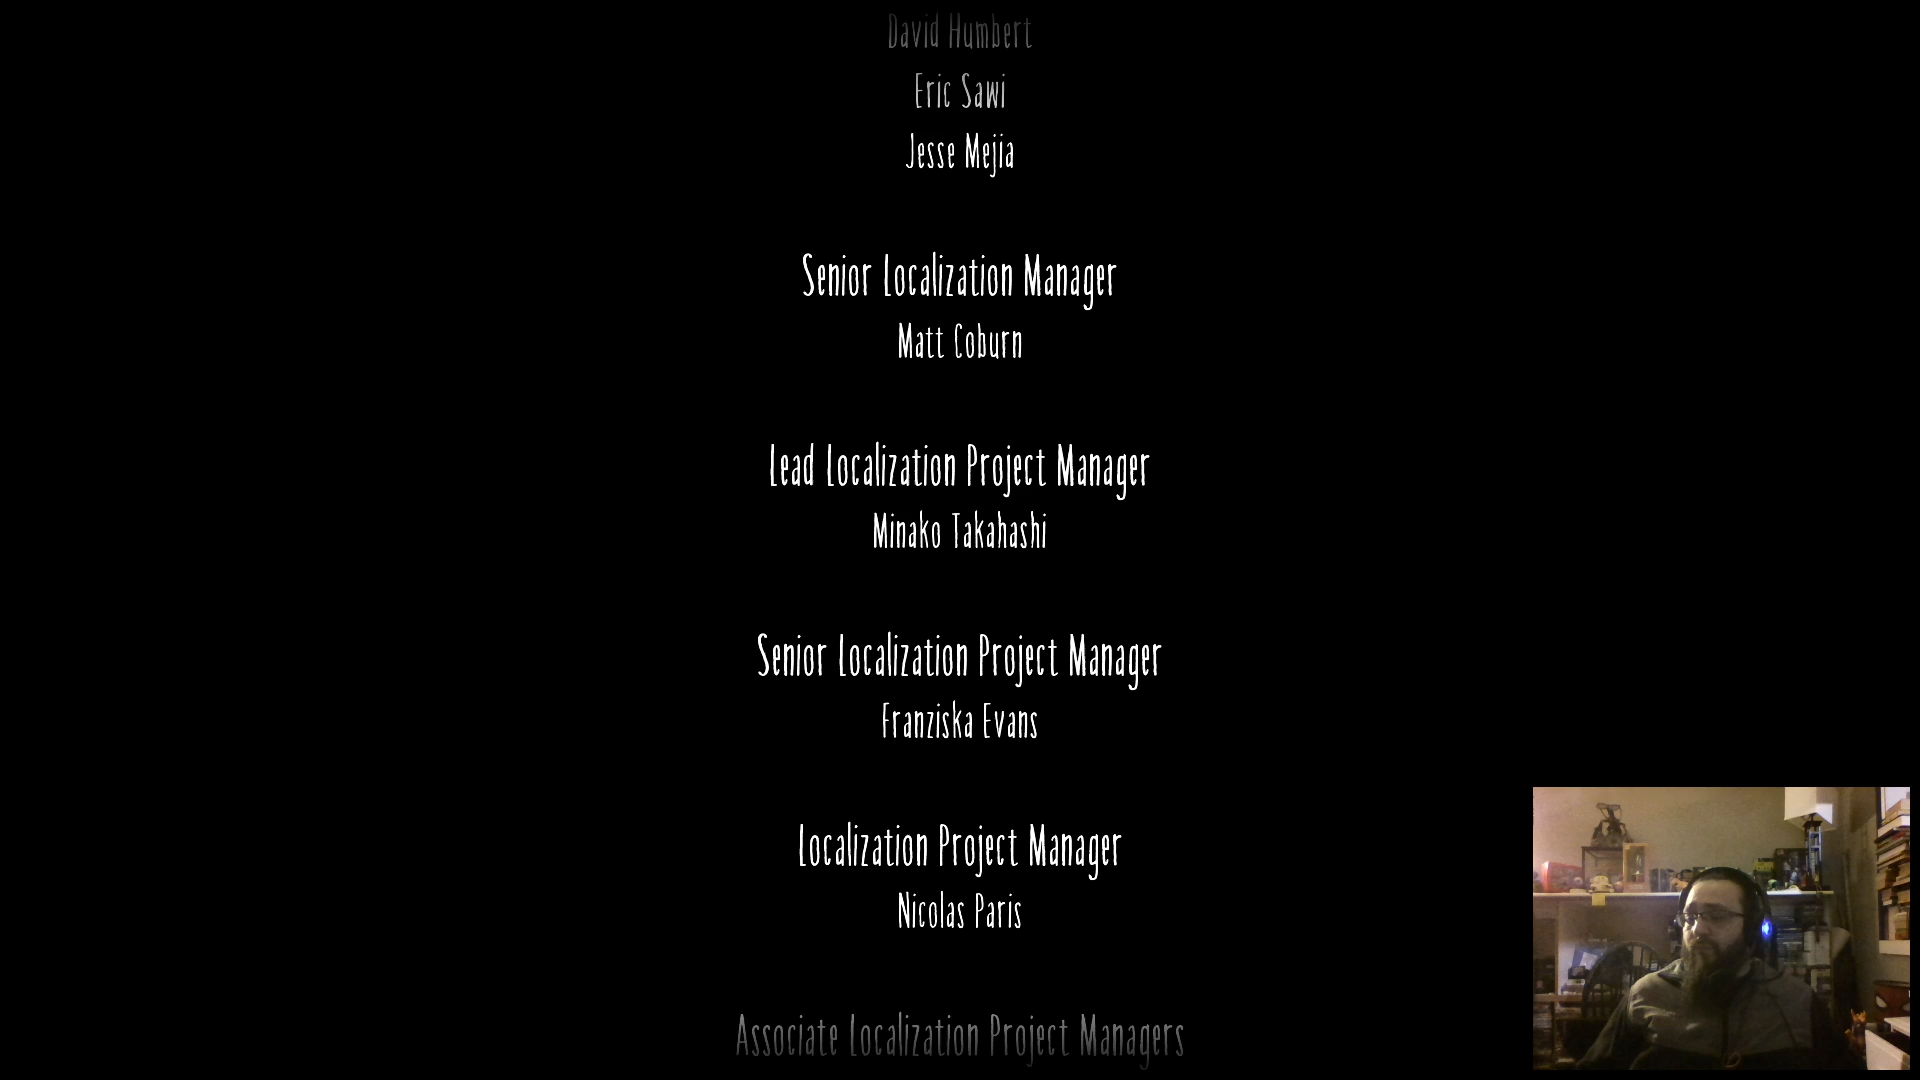 David Humbert
Eric Sawi
Jesse Mejia
Senior Localization Manager
Matt Coburn
Lead Localization Project Manager
Minako Takahashi
Senior Localization Project Manager
Franziska Evans
Localization Project Manager
Nicolas Paris
Associate Localization Project Managers